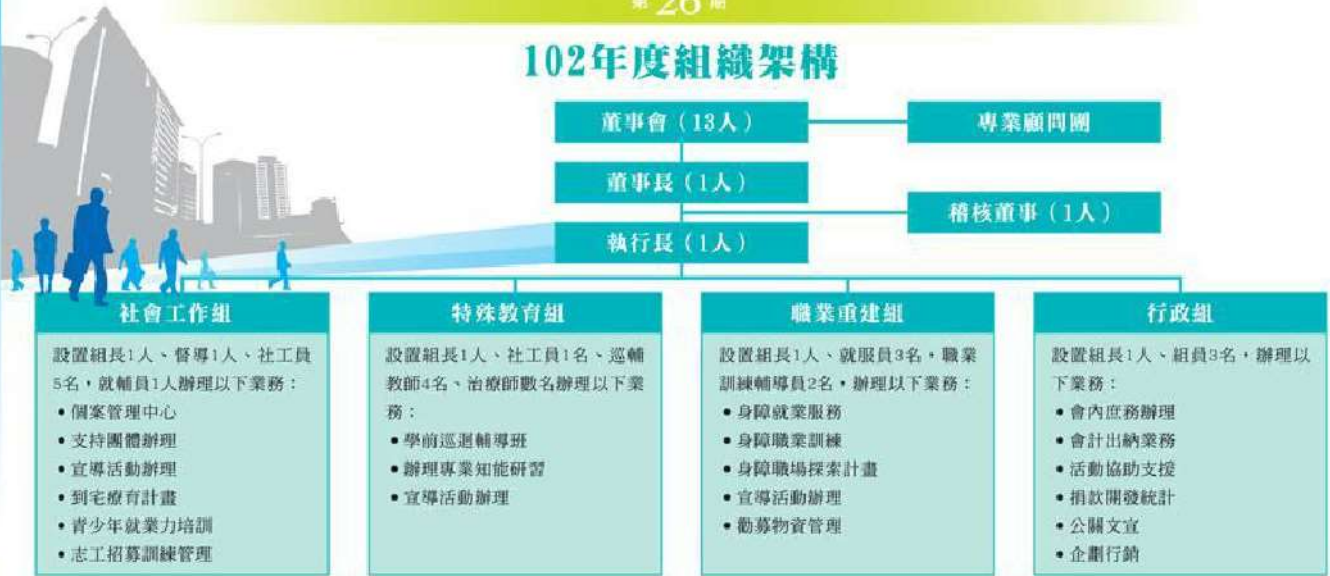 第26期
102年度組織架構
董事會（13人）
專業顧問團
董事長（1人）
稽核董事（1人）
執行長（1人）
社會工作組
設置組長1人、督導1人、社工員
5名，就輔員1人辦理以下業務：
•個案管理中心
•支持團體辦理
•宣導活動辦理
•到宅療育計畫
•青少年就業力培訓
•志工招募訓練管理
特殊教育組
設置組長1人、社工員1名、巡輔
教師4名、治療師數名辦理以下業
務：
•學前巡迴輔導班
•辦理專業知能研習
•宣導活動辦理
職業重建組
設置組長1人、就服員3名，職業
訓練輔導員2名，辦理以下業務：
•身障就業服務
•身障職業訓練
•身障職場探索計畫
•宣導活動辦理
•勸募物資管理
行政組
設置組長1人、組員3名，辦理以
下業務：
•會內庶務辦理
•會計出納業務
•活動協助支援
•捐款開發統計
•公關文宣
•企劃行銷